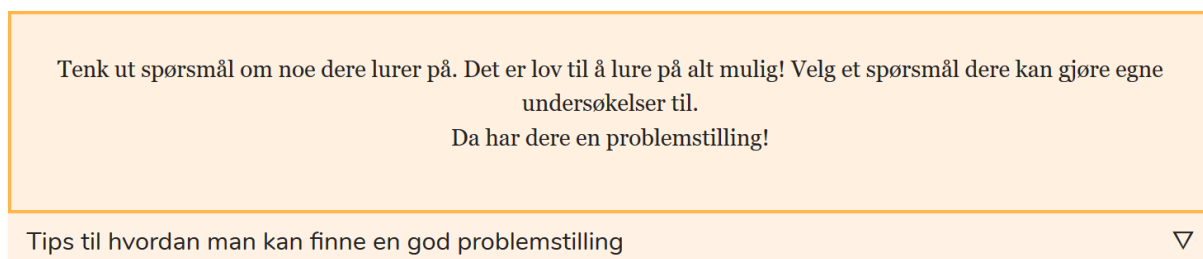 Tenk ut spørsmål om noe dere lurer på. Det er lov til å lure på alt mulig! Velg et spørsmål dere kan gjøre egne
undersøkelser til.
Da har dere en problemstilling!
Tips til hvordan man kan finne en god problemstilling